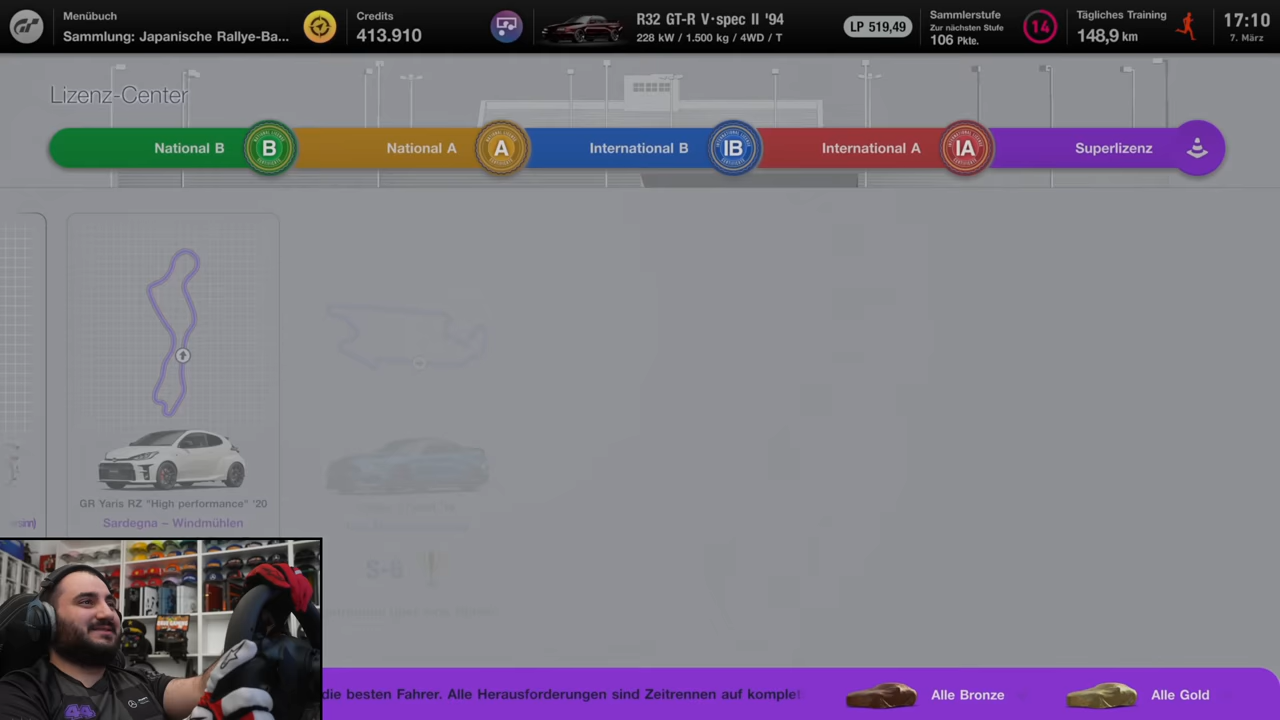 Menübuch
Sammlung: Japanische Rallye-Ba...
Credits
413.910
R32 GT-R V·spec II '94
228 kW / 1.500 kg / 4WD / T
LP 519,49
Sammlerstufe
Zur nächsten Stufe
106 Pkte.
14
Tägliches Training
148,9 km
17:10
7. März
Lizenz-Center
National B
B
National A
A
International B
IB
International A
IA
Superlizenz
GR Yaris RZ "High performance" '20
Sardegna – Windmühlen
S-6
44
die besten Fahrer. Alle Herausforderungen sind Zeitrennen auf komplet
Alle Bronze
Alle Gold